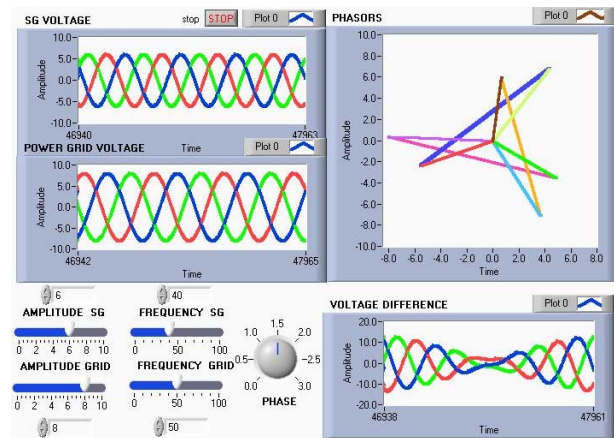 SG VOLTAGE
stop STOP
Plot 0
10.0-
5.0-
0.0-
-5.0-
-10.0-
Amplitude
46940
47963
Time
POWER GRID VOLTAGE
Plot 0
10.0-
5.0-
0.0-
-5.0-
-10.0-
Amplitude
46942
47965
Time
PHASORS
Plot 0
10.0-
8.0-
6.0-
4.0-
2.0-
0.0-
-2.0-
-4.0-
-6.0-
-8.0-
-10.0-
Amplitude
-8.0 -6.0 -4.0 -2.0 0.0 2.0 4.0 6.0 8.0
Time
6
AMPLITUDE SG
0 2 4 6 8 10
AMPLITUDE GRID
0 2 4 6 8 10
8
40
FREQUENCY SG
0 50 100
FREQUENCY GRID
0 50 100
50
0.0
0.5-
1.0
1.5
2.0
-2.5
3.0
PHASE
VOLTAGE DIFFERENCE
Plot 0
20.0-
10.0-
0.0-
-10.0-
-20.0-
Amplitude
46938
47961
Time